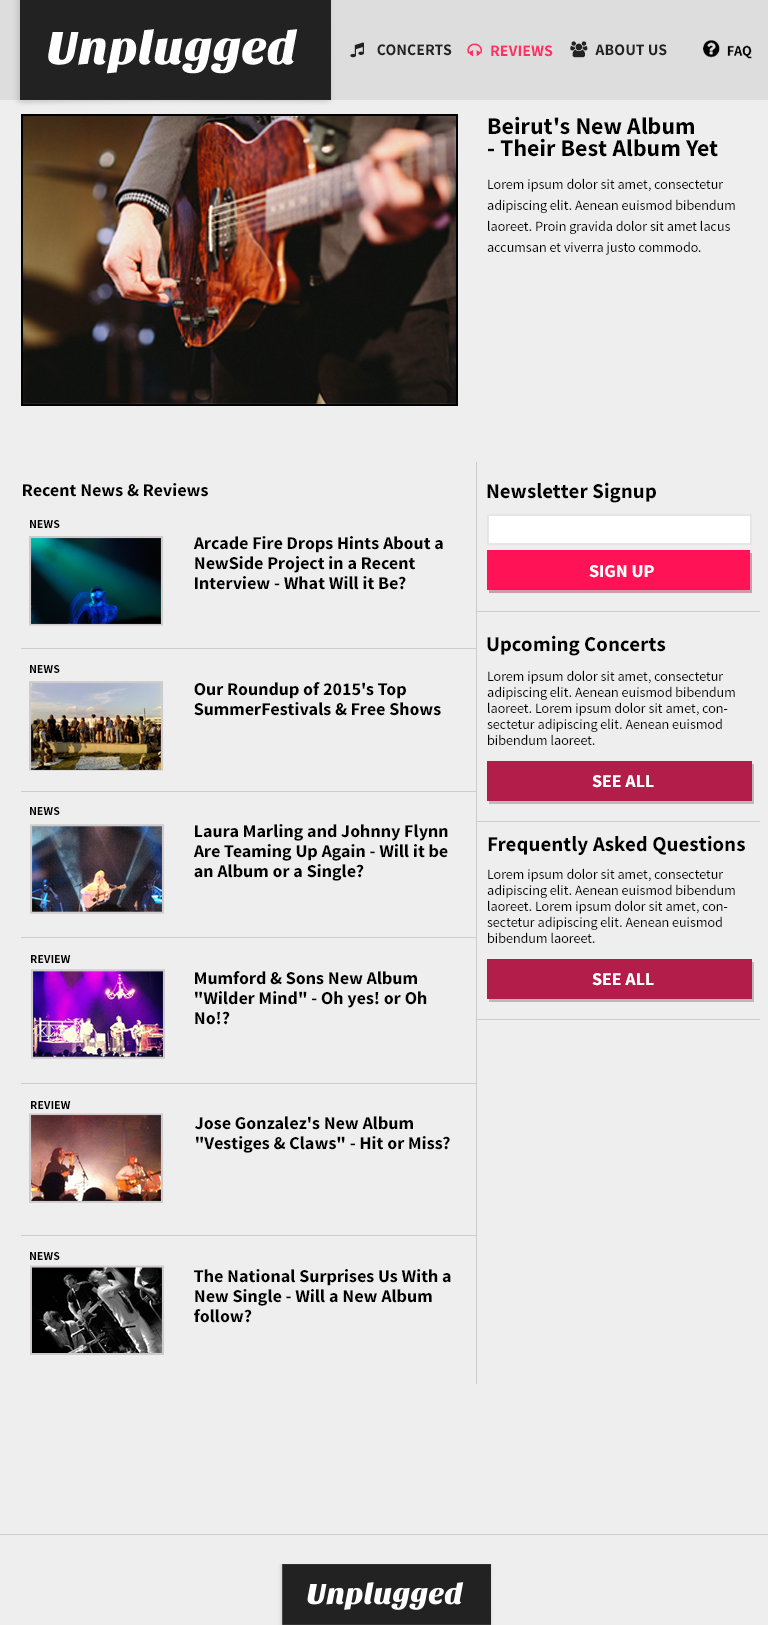 Unplugged
CONCERTS
REVIEWS
ABOUT US
FAQ
Beirut's New Album
- Their Best Album Yet
Lorem ipsum dolor sit amet, consectetur
adipiscing elit. Aenean euismod bibendum
laoreet. Proin gravida dolor sit amet lacus
accumsan et viverra justo commodo.
Recent News & Reviews
NEWS
Arcade Fire Drops Hints About a
NewSide Project in a Recent
Interview - What Will it Be?
NEWS
Our Roundup of 2015's Top
SummerFestivals & Free Shows
NEWS
Laura Marling and Johnny Flynn
Are Teaming Up Again - Will it be
an Album or a Single?
REVIEW
Mumford & Sons New Album
"Wilder Mind" - Oh yes! or Oh
No!?
REVIEW
Jose Gonzalez's New Album
"Vestiges & Claws" - Hit or Miss?
NEWS
The National Surprises Us With a
New Single - Will a New Album
follow?
Newsletter Signup
SIGN UP
Upcoming Concerts
Lorem ipsum dolor sit amet, consectetur
adipiscing elit. Aenean euismod bibendum
laoreet. Lorem ipsum dolor sit amet, con-
sectetur adipiscing elit. Aenean euismod
bibendum laoreet.
SEE ALL
Frequently Asked Questions
Lorem ipsum dolor sit amet, consectetur
adipiscing elit. Aenean euismod bibendum
laoreet. Lorem ipsum dolor sit amet, con-
sectetur adipiscing elit. Aenean euismod
bibendum laoreet.
SEE ALL
Unplugged